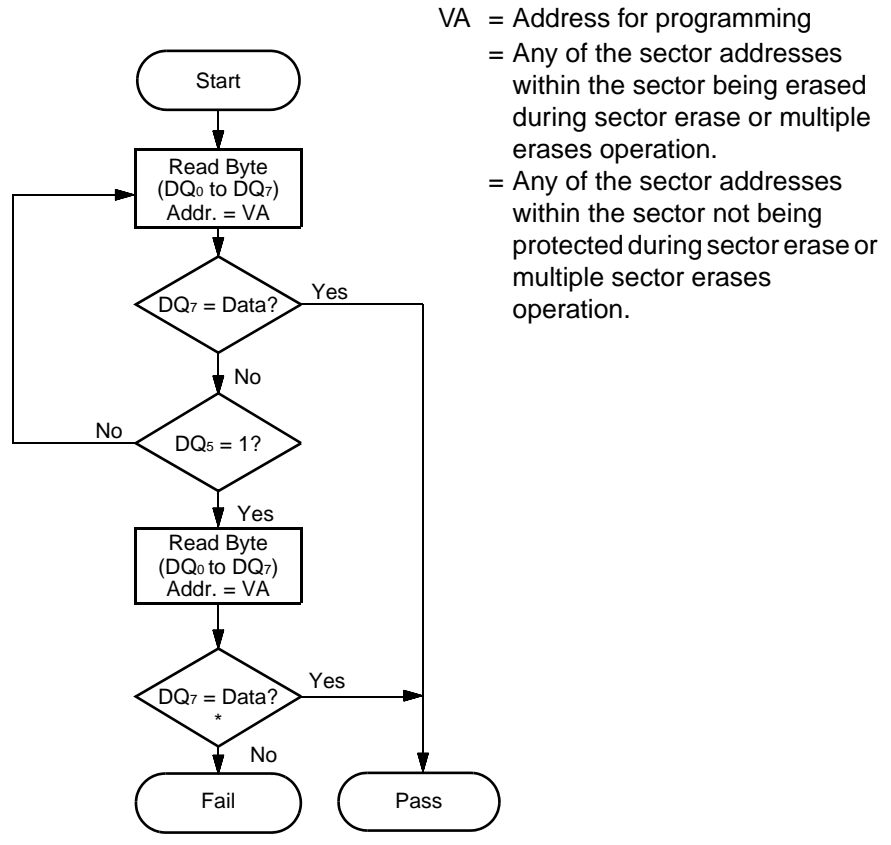 VA = Address for programming
= Any of the sector addresses
within the sector being erased
during sector erase or multiple
erases operation.
= Any of the sector addresses
within the sector not being
protected during sector erase or
multiple sector erases
operation.
Start
Read Byte
(DQ0 to DQ7)
Addr. = VA
DQ7 = Data?
Yes
No
DQ5 = 1?
No
Yes
Read Byte
(DQ0 to DQ7)
Addr. = VA
DQ7 = Data?
*
Yes
No
Fail
Pass